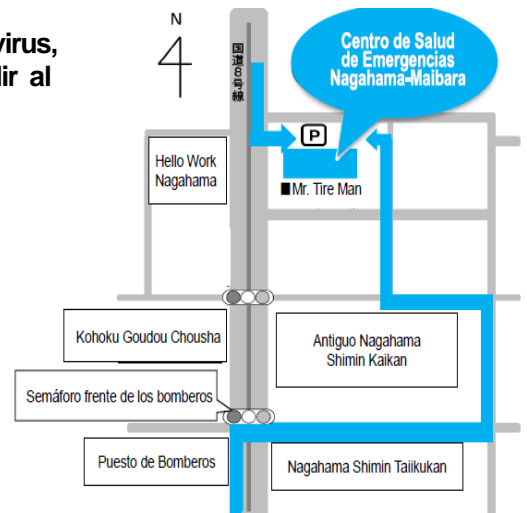 virus,
dir al
N
国道8号線
Centro de Salud
de Emergencias
Nagahama-Maibara
P
Hello Work
Nagahama
■Mr. Tire Man
Kohoku Goudou Chousha
Antiguo Nagahama
Shimin Kaikan
Semáforo frente de los bomberos
Puesto de Bomberos
Nagahama Shimin Taiikukan